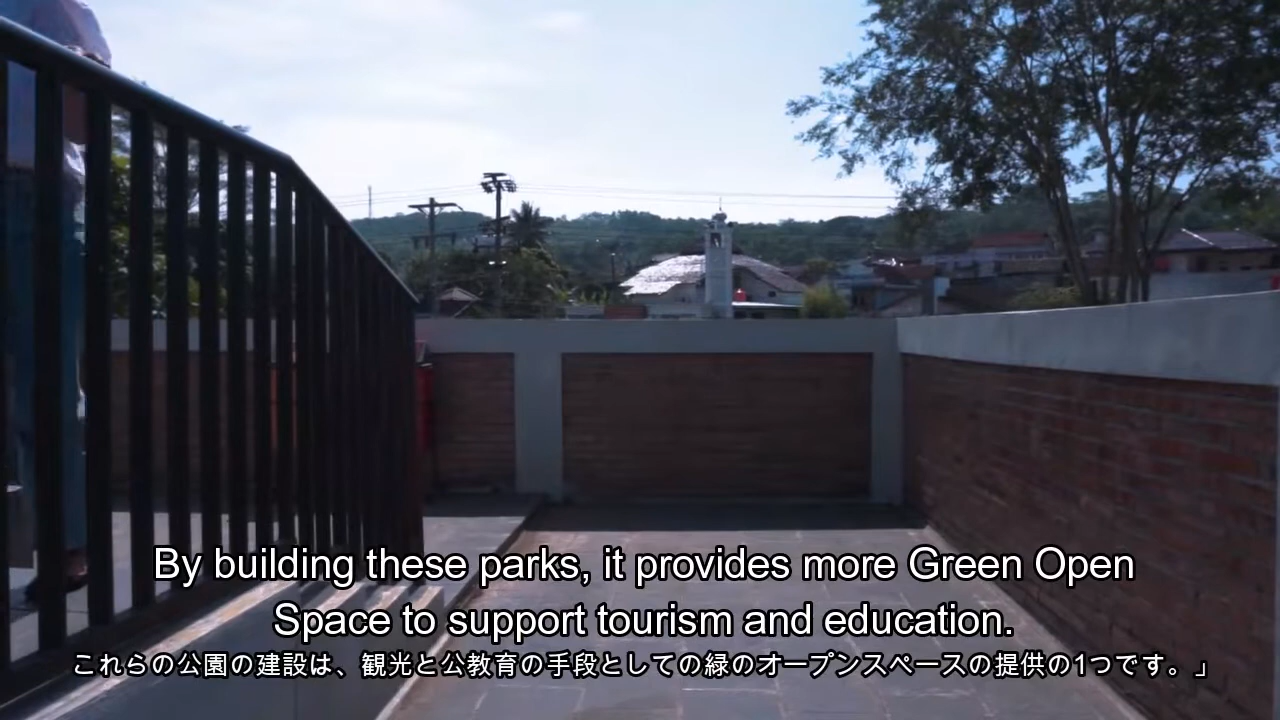 By building these parks, it provides more Green Open
Space to support tourism and education.
これらの公園の建設は、観光と公教育の手段としての緑のオープンスペースの提供の1つです。」